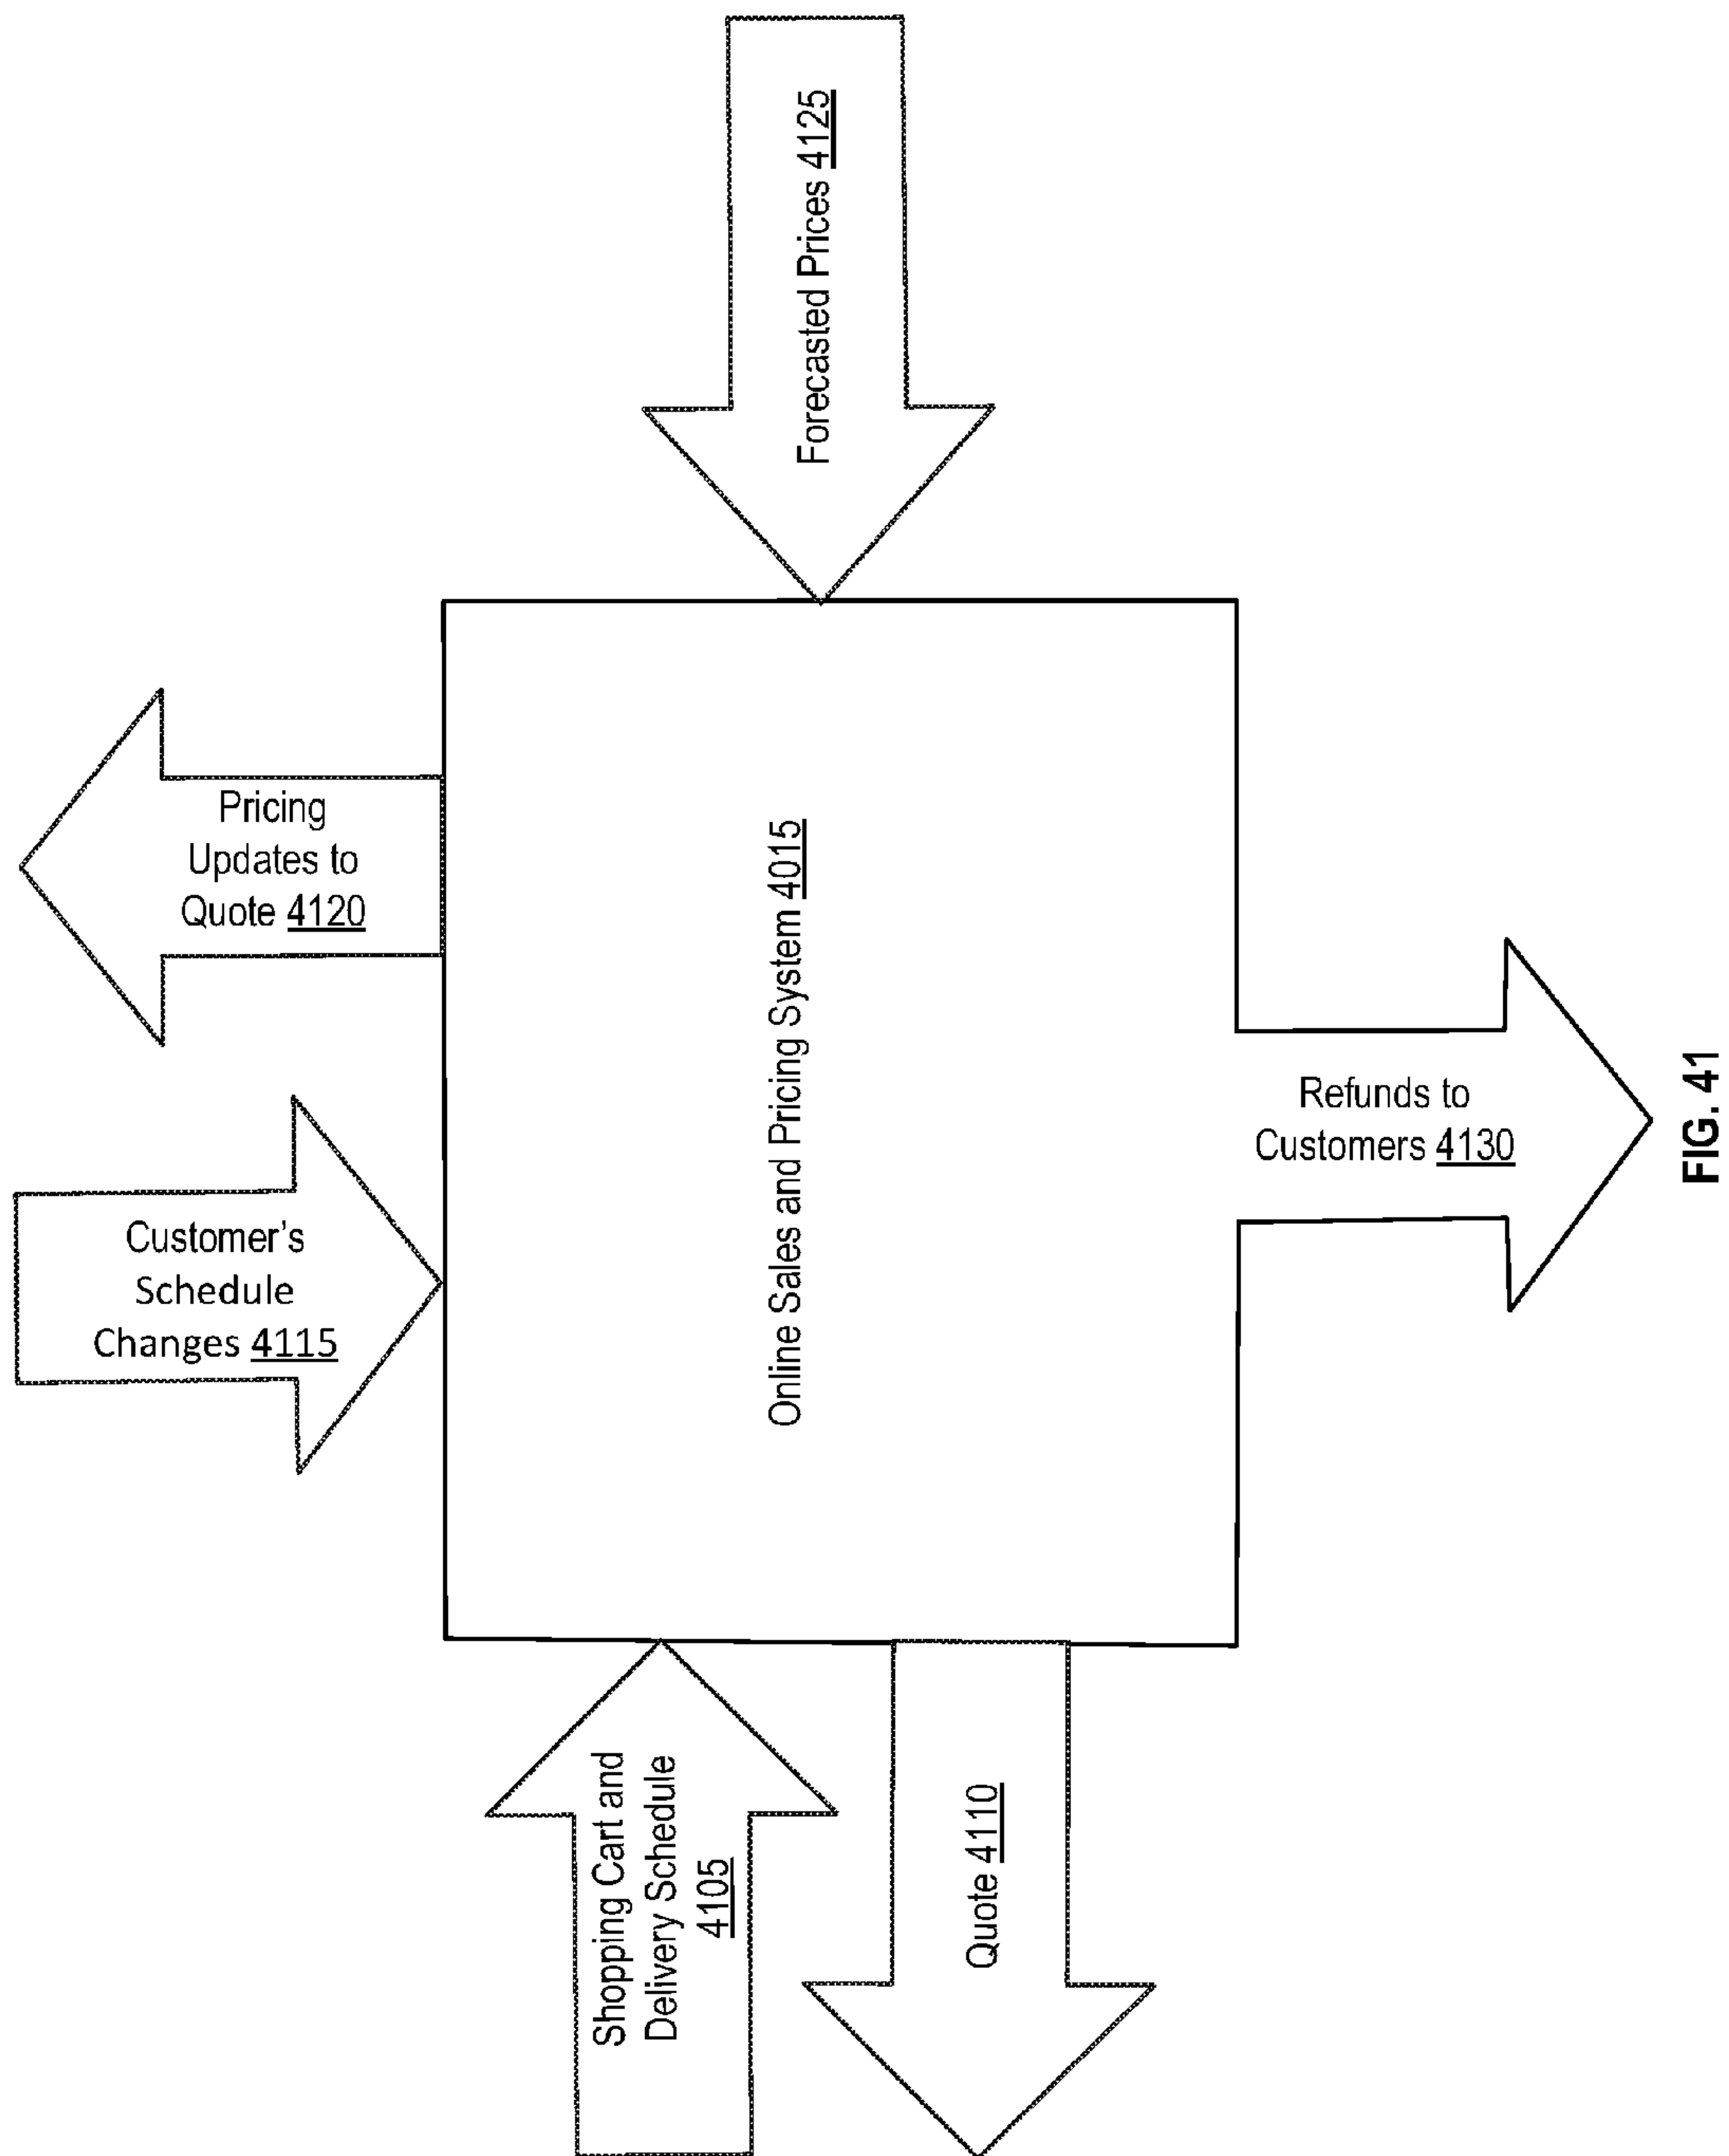 Pricing
Updates to
Quote 4120
Customer’s
Schedule
Changes 4115
Forecasted Prices 4125
Online Sales and Pricing System 4015
Shopping Cart and
Delivery Schedule
4105
Quote 4110
Refunds to
Customers 4130
FIG. 41